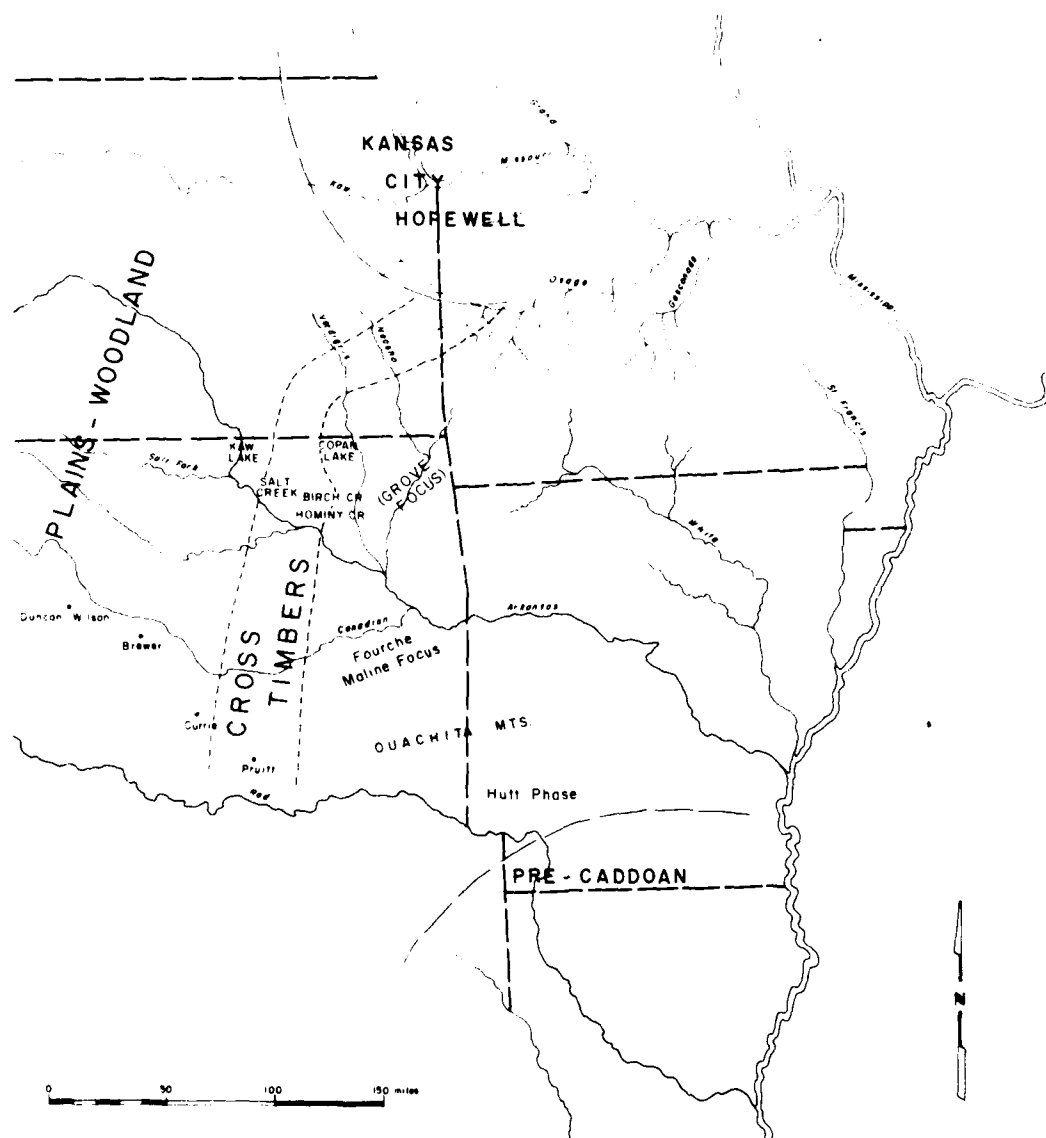 Grand
KANSAS
Missouri
CITY
Kaw
HOPEWELL
PLAINS - WOODLAND
Osage
Gasconade
Mississippi
Verdigris
Neosho
St Francis
KAW
LAKE
COPAN
LAKE
Salt Fork
SALT
CREEK
BIRCH CR
HOMINY CR
(GROVE
FOCUS)
White
Duncan Wilson
Brewer
CROSS
TIMBERS
Canadian
Arkansas
Fourche
Maline Focus
Currie
OUACHITA MTS.
Pruitt
Red
Hutt Phase
PRE - CADDOAN
N
0 50 100 150 miles